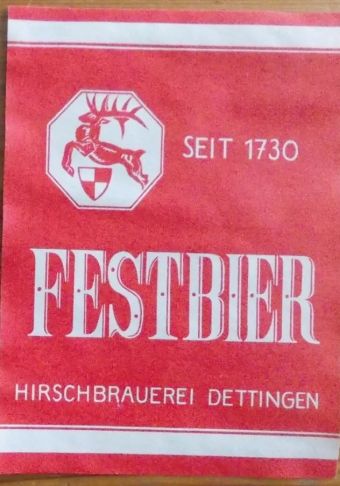 SEIT 1730
FESTBIER
HIRSCHBRAUEREI DETTINGEN